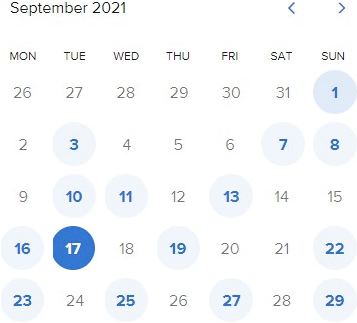 September 2021
MON TUE WED THU FRI SAT SUN
26 27 28 29 30 31 1
2 3 4 5 6 7 8
9 10 11 12 13 14 15
16 17 18 19 20 21 22
23 24 25 26 27 28 29